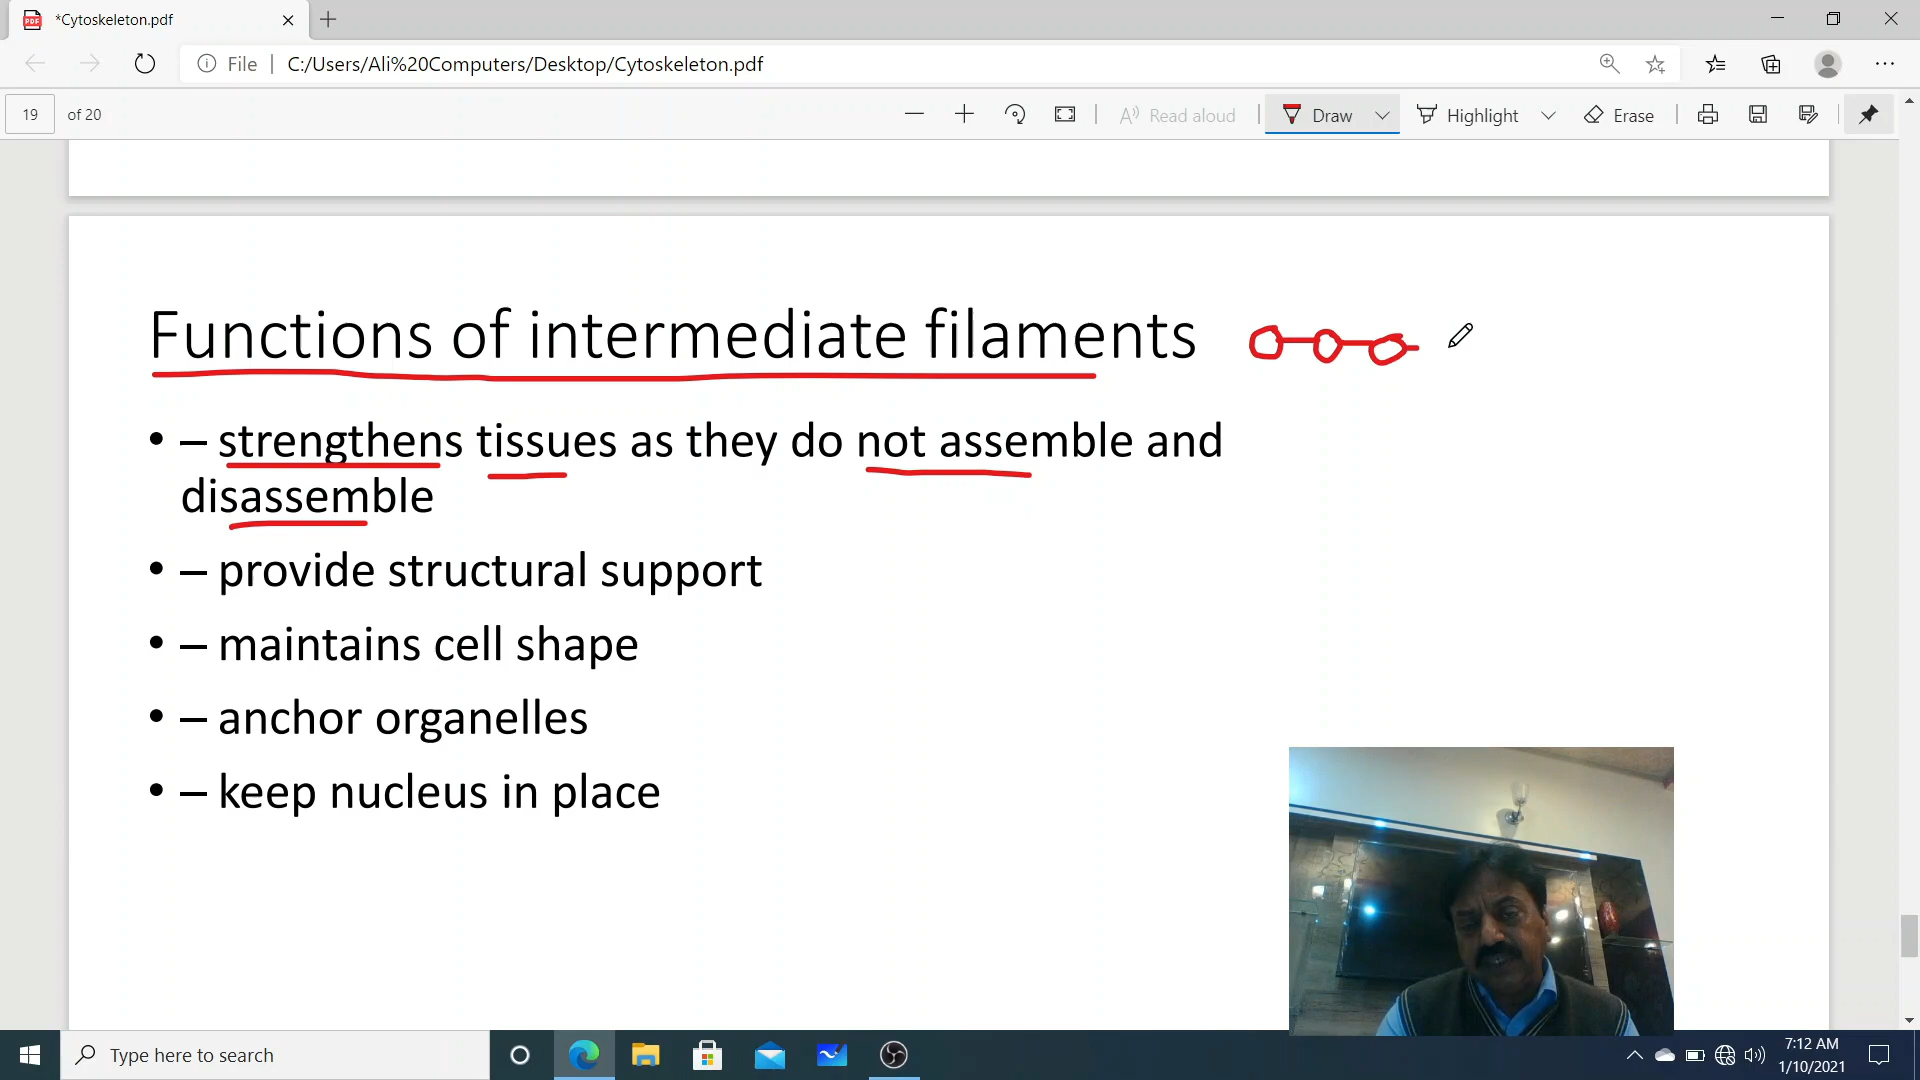 *Cytoskeleton.pdf
File
C:/Users/Ali%20Computers/Desktop/Cytoskeleton.pdf
19 of 20
Read aloud
Draw
Highlight
Erase
Functions of intermediate filaments
• – strengthens tissues as they do not assemble and
disassemble
• – provide structural support
• – maintains cell shape
• – anchor organelles
• – keep nucleus in place
Type here to search
7:12 AM
1/10/2021